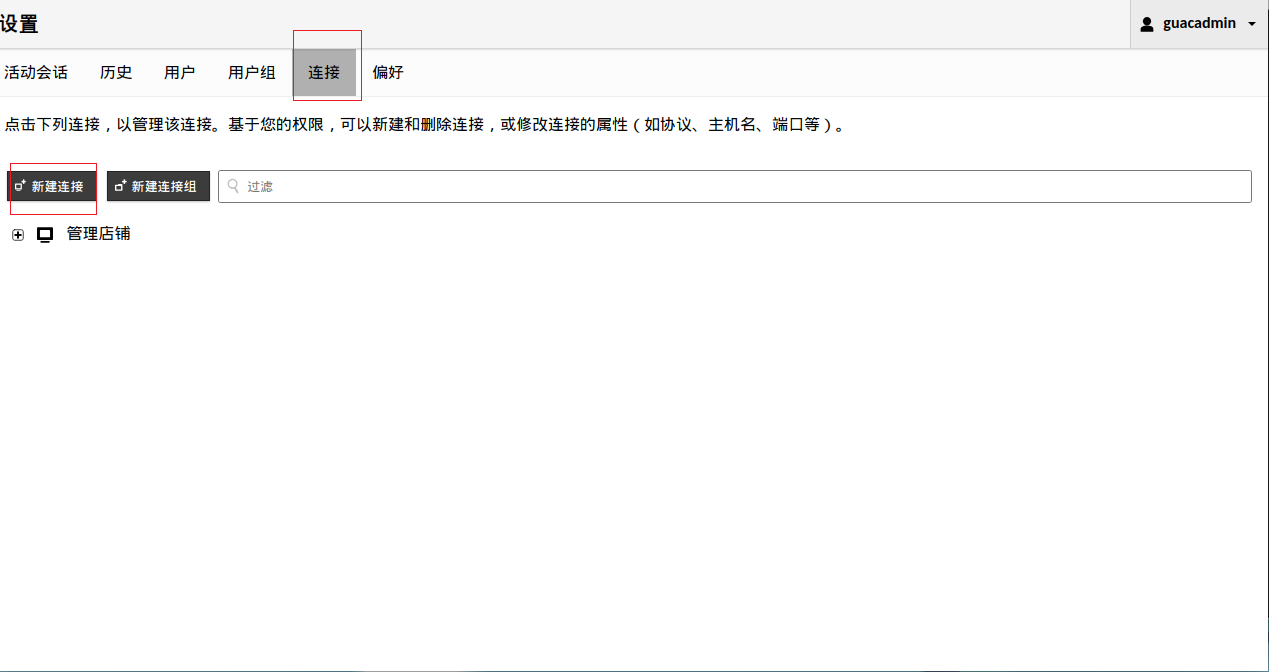 设置
guacadmin
活动会话 历史 用户 用户组 连接 偏好
点击下列连接，以管理该连接。基于您的权限，可以新建和删除连接，或修改连接的属性（如协议、主机名、端口等）。
新建连接 新建连接组 过滤
管理店铺